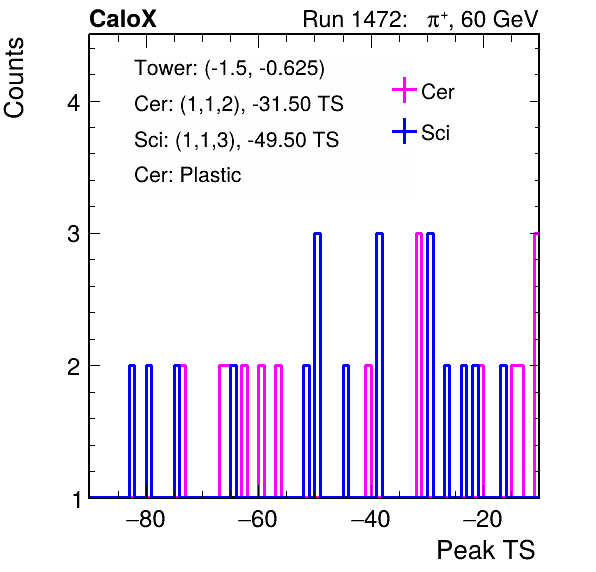 CaloX
Run 1472: π⁺, 60 GeV
Tower: (-1.5, -0.625)
Cer: (1,1,2), -31.50 TS
Sci: (1,1,3), -49.50 TS
Cer: Plastic
Cer
Sci
Counts
4
3
2
1
−80
−60
−40
−20
Peak TS